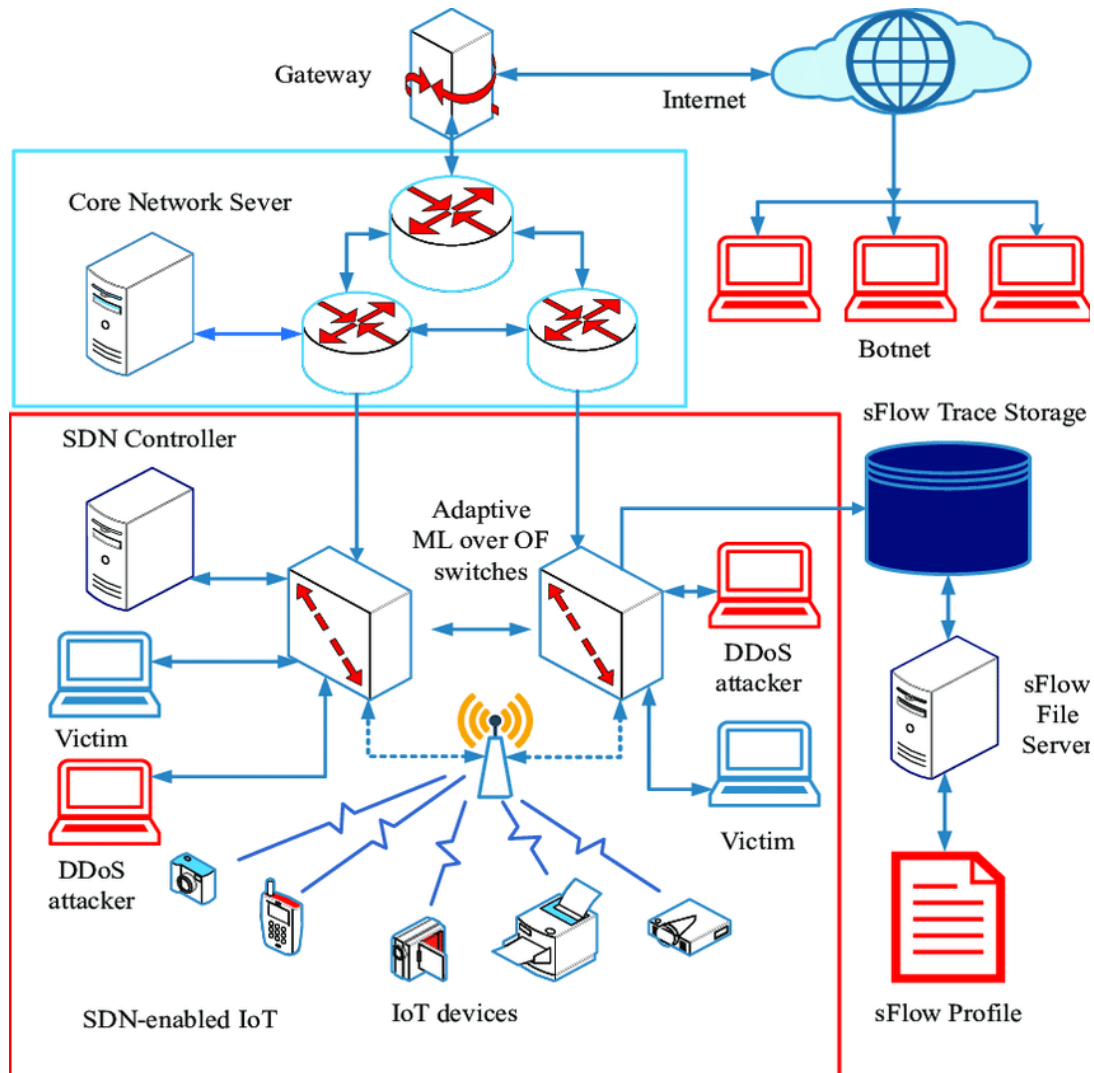 Gateway
Internet
Core Network Sever
Botnet
sFlow Trace Storage
SDN Controller
Adaptive
ML over OF
switches
DDoS
attacker
Victim
sFlow
File
Server
Victim
DDoS
attacker
SDN-enabled IoT
IoT devices
sFlow Profile